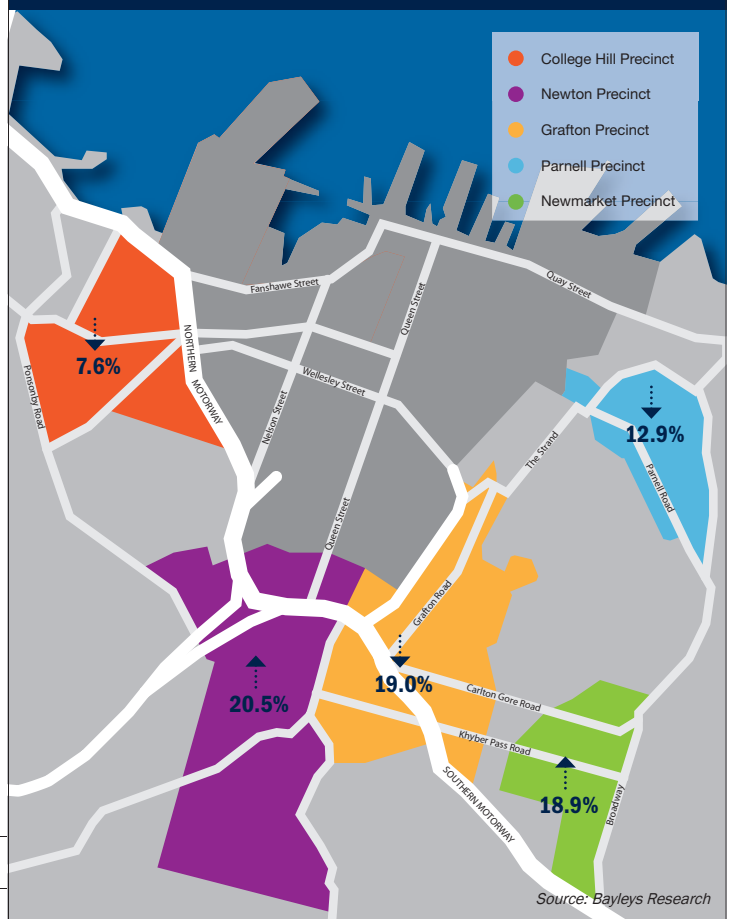 College Hill Precinct
Newton Precinct
Grafton Precinct
Parnell Precinct
Newmarket Precinct
Fanshawe Street
Quay Street
Queen Street
NORTHERN MOTORWAY
7.6%
Ponsonby Road
Wellesley Street
Nelson Street
12.9%
The Strand
Parnell Road
Queen Street
Grafton Road
19.0%
20.5%
Carlton Gore Road
Khyber Pass Road
SOUTHERN MOTORWAY
18.9%
Broadway
Source: Bayleys Research